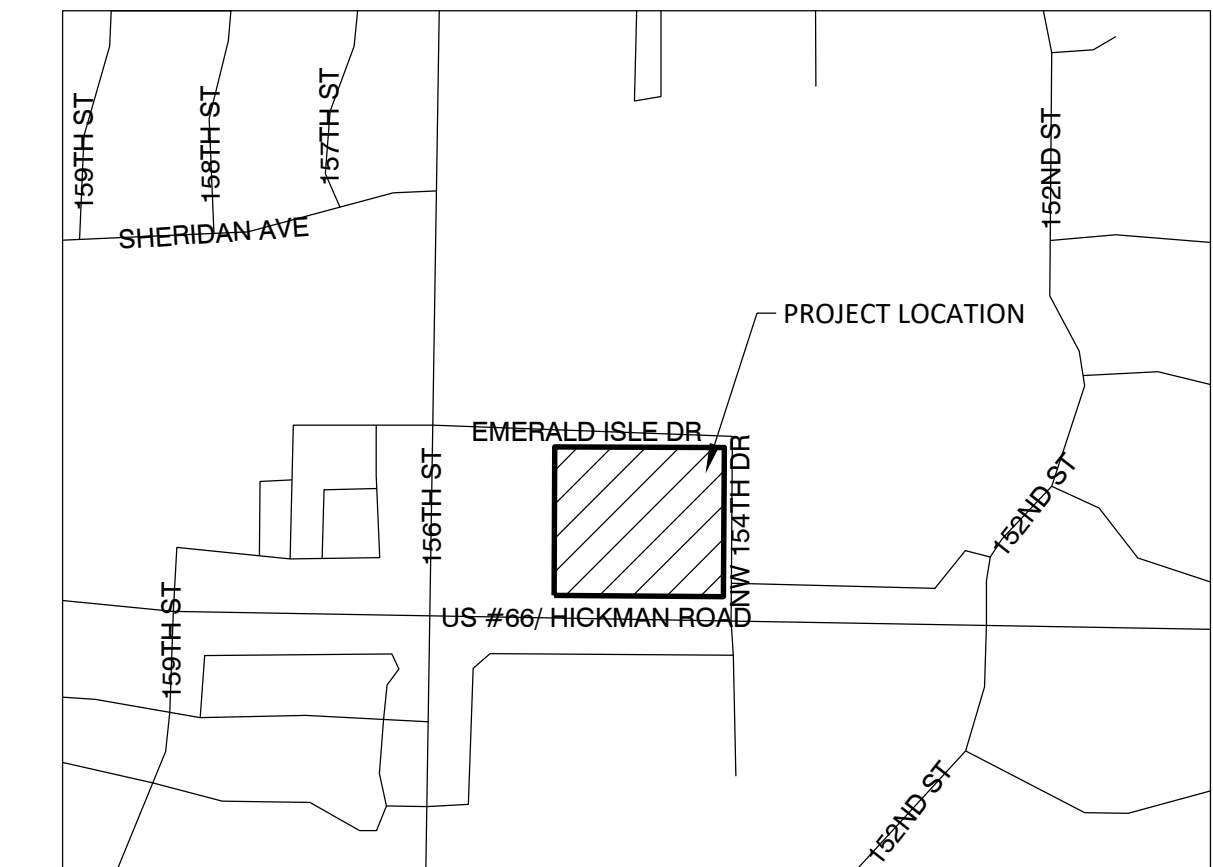 159TH ST
158TH ST
157TH ST
152ND ST
SHERIDAN AVE
PROJECT LOCATION
EMERALD ISLE DR
156TH ST
NW 154TH DR
152ND ST
159TH ST
US #66/ HICKMAN ROAD
152ND ST